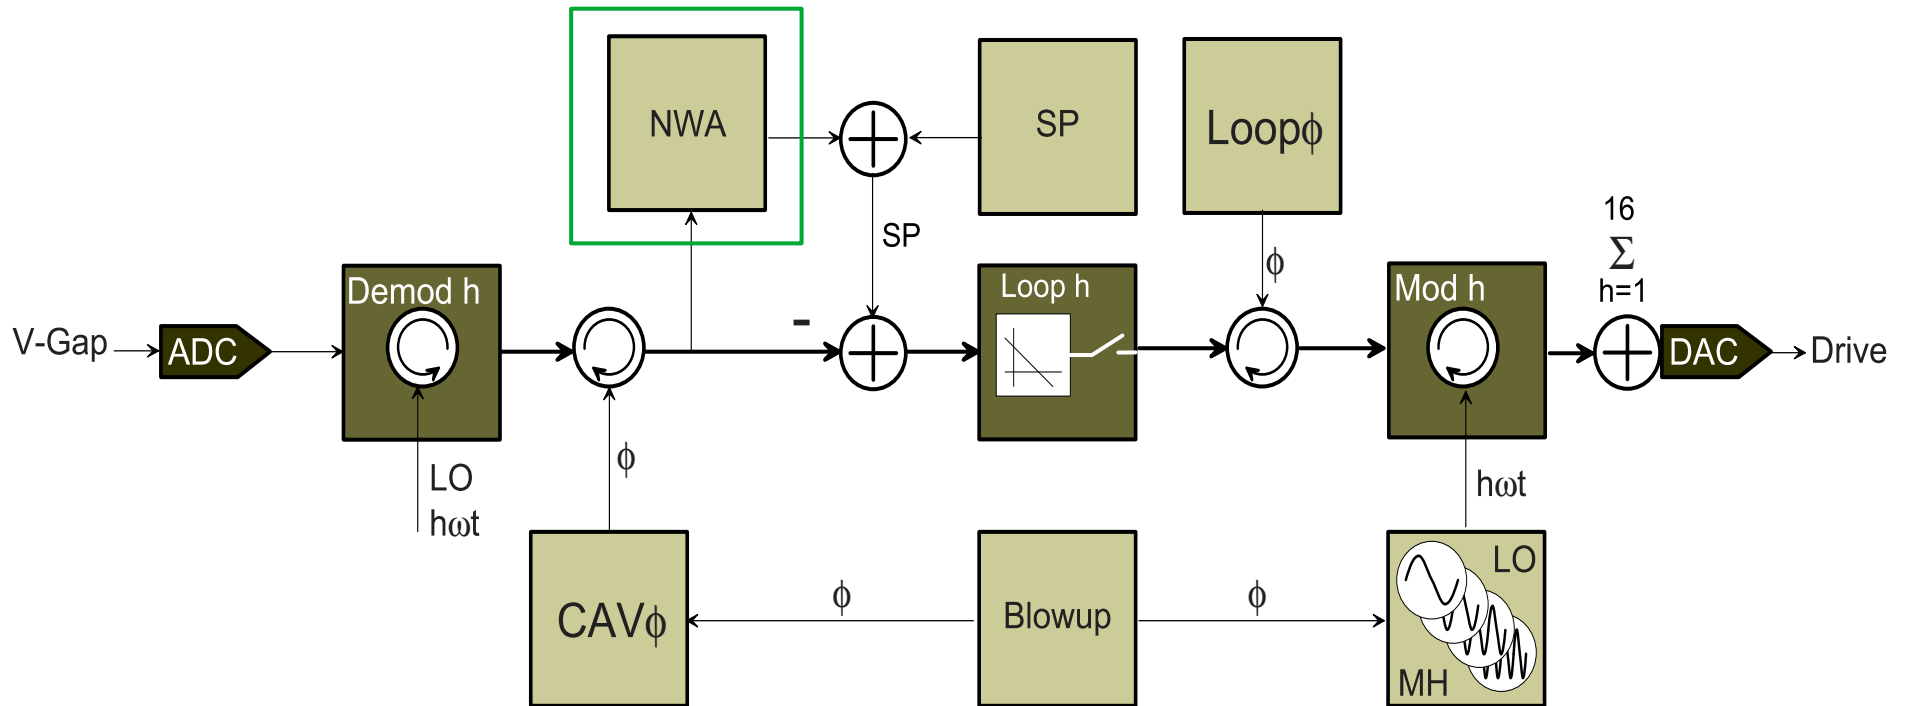 NWA
SP
Loopϕ
16
Σ
h=1
SP
ϕ
Demod h
Loop h
Mod h
V-Gap
ADC
-
DAC
Drive
ϕ
LO
hωt
hωt
CAVϕ
ϕ
Blowup
ϕ
LO
MH